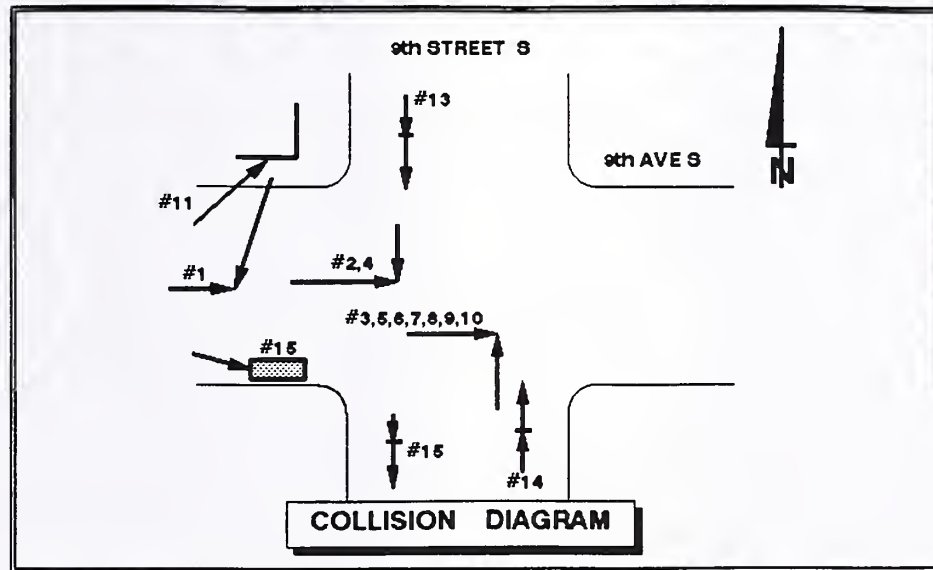 9th STREET S
#13
9th AVE S
N
#11
#1
#2,4
#3,5,6,7,8,9,10
#15
#15
#14
COLLISION DIAGRAM